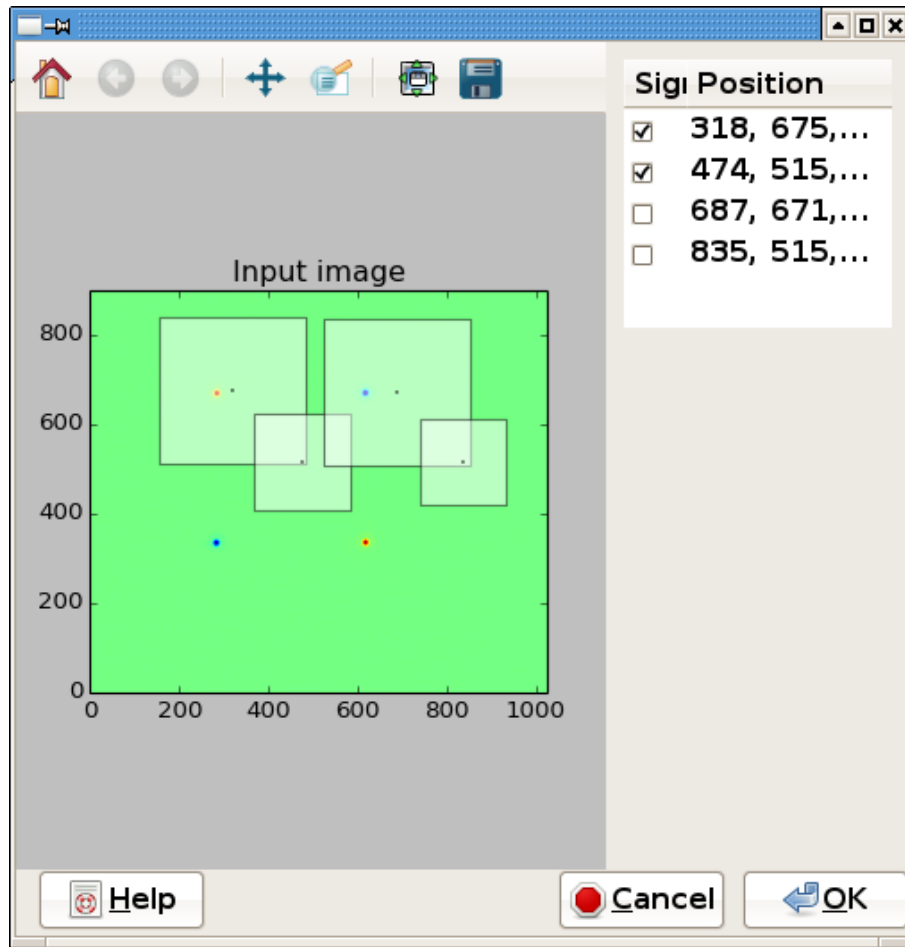 Sigı Position
318, 675,...
474, 515,...
687, 671,...
835, 515,...
Input image
800
600
400
200
0
0 200 400 600 800 1000
Help
Cancel
OK